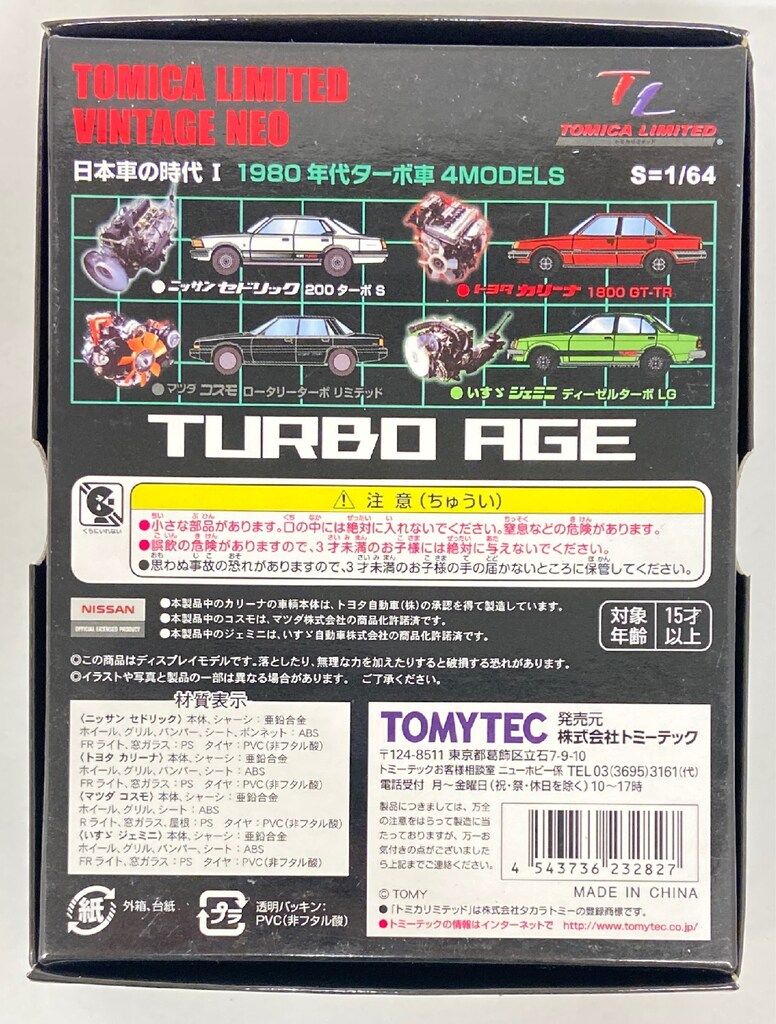 TOMICA LIMITED
VINTAGE NEO
TL
TOMICA LIMITED
トミカリミテッド
日本車の時代 I 1980年代ターボ車 4MODELS S=1/64
●ニッサン セドリック 200 ターボ S
●トヨタ カリーナ 1800 GT-TR
●マツダ コスモ ロータリーターボ リミテッド
●いすゞ ジェミニ ディーゼルターボ LG
TURBO AGE
くちにいれない
⚠ 注意(ちゅうい)
●小さな部品があります。口の中には絶対に入れないでください。窒息などの危険があります。
●誤飲の危険がありますので、3才未満のお子様には絶対に与えないでください。
●思わぬ事故の恐れがありますので、3才未満のお子様の手の届かないところに保管してください。
NISSAN
OFFICIAL LICENSED PRODUCT
●本製品中のカリーナの車輌本体は、トヨタ自動車(株)の承認を得て製造しています。
●本製品中のコスモは、マツダ株式会社の商品化許諾済です。
●本製品中のジェミニは、いすゞ自動車株式会社の商品化許諾済です。
対象年齢 15才以上
◎この商品はディスプレイモデルです。落としたり、無理な力を加えたりすると破損する恐れがあります。
◎イラストや写真と製品の一部は異なる場合があります。 ご了承ください。
材質表示
〈ニッサン セドリック〉本体、シャーシ:亜鉛合金
ホイール、グリル、バンパー、シート、ボンネット:ABS
FRライト、窓ガラス:PS タイヤ:PVC(非フタル酸)
〈トヨタ カリーナ〉本体、シャーシ:亜鉛合金
ホイール、グリル、バンパー、シート:ABS
FRライト、窓ガラス:PS タイヤ:PVC(非フタル酸)
〈マツダ コスモ〉本体、シャーシ:亜鉛合金
ホイール、グリル、シート:ABS
Rライト、窓ガラス、屋根:PS タイヤ:PVC(非フタル酸)
〈いすゞ ジェミニ〉本体、シャーシ:亜鉛合金
ホイール、グリル、バンパー、シート:ABS
FRライト、窓ガラス:PS タイヤ:PVC(非フタル酸)
紙 外箱、台紙
プラ 透明パッキン:
PVC(非フタル酸)
TOMYTEC 発売元
株式会社トミーテック
〒124-8511 東京都葛飾区立石7-9-10
トミーテックお客様相談室 ニューホビー係 TEL 03(3695)3161(代)
電話受付 月〜金曜日(祝・祭・休日を除く)10〜17時
製品につきましては、万全
の注意をはらって製造に当
たっておりますが、万一お
気付きの点がございました
ら上記までご連絡ください。
4 543736 232827
© TOMY MADE IN CHINA
●「トミカリミテッド」は株式会社タカラトミーの登録商標です。
●トミーテックの情報はインターネットで http://www.tomytec.co.jp/